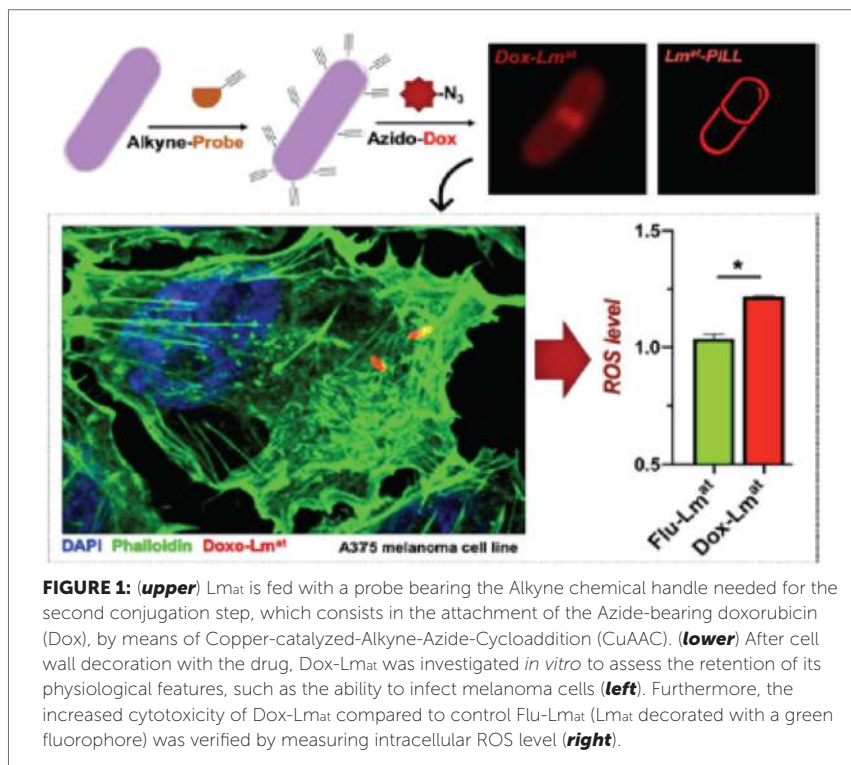 Dox-Lmᵃᵗ
Lmᵃᵗ-PiLL
-N₃
Alkyne-Probe
Azido-Dox
1.5
*
ROS level
1.0
0.5
Flu-Lmᵃᵗ
Dox-Lmᵃᵗ
DAPI Phalloidin Doxo-Lmᵃᵗ A375 melanoma cell line
FIGURE 1: (upper) Lmat is fed with a probe bearing the Alkyne chemical handle needed for the
second conjugation step, which consists in the attachment of the Azide-bearing doxorubicin
(Dox), by means of Copper-catalyzed-Alkyne-Azide-Cycloaddition (CuAAC). (lower) After cell
wall decoration with the drug, Dox-Lmat was investigated in vitro to assess the retention of its
physiological features, such as the ability to infect melanoma cells (left). Furthermore, the
increased cytotoxicity of Dox-Lmat compared to control Flu-Lmat (Lmat decorated with a green
fluorophore) was verified by measuring intracellular ROS level (right).